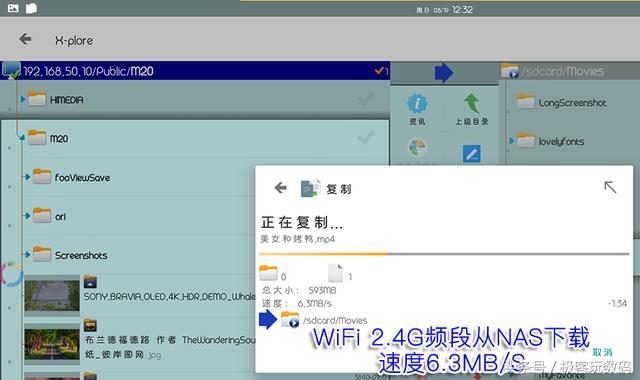 周日 08/19 12:32
X-plore
192.168.50.10/Public/M20
1
/sdcard/Movies
HIMEDIA
资讯
上级目录
LongScreenshot
M20
lovelyfonts
fooViewSave
ori
Screenshots
SONY,BRAVIA,OLED,4K,HDR,DEMO_Whale
布兰德福德路 作者 TheWanderingSou
纸_彼岸图网.jpg
复制
正在复制...
美女和烤鸭.mp4
0
1
总大小: 593MB
速度: 6,3MB/s
-1:34
/sdcard/Movies
WiFi 2.4G频段从NAS下载
速度6.3MB/S
取消
MyFavorite
头条号 / 极客玩数码